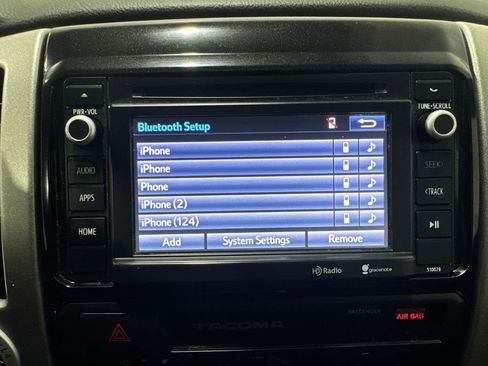 PWR•VOL
TUNE•SCROLL
Bluetooth Setup
iPhone
iPhone
Phone
iPhone (2)
iPhone (124)
Add System Settings Remove
AUDIO
APPS
HOME
SEEK>
<TRACK
HD Radio gracenote 510079
PASSENGER
AIR BAG
TACOMA